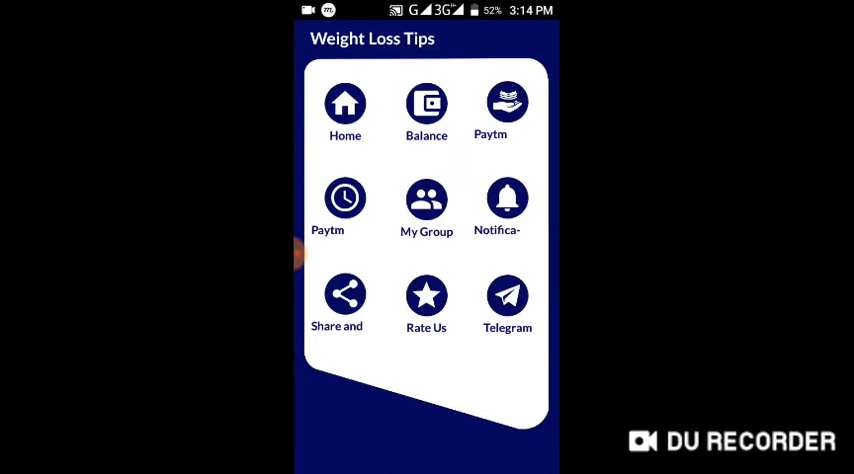 G 3G H+ 52% 3:14 PM
Weight Loss Tips
Home Balance Paytm
Paytm My Group Notifica-
Share and Rate Us Telegram
DU RECORDER